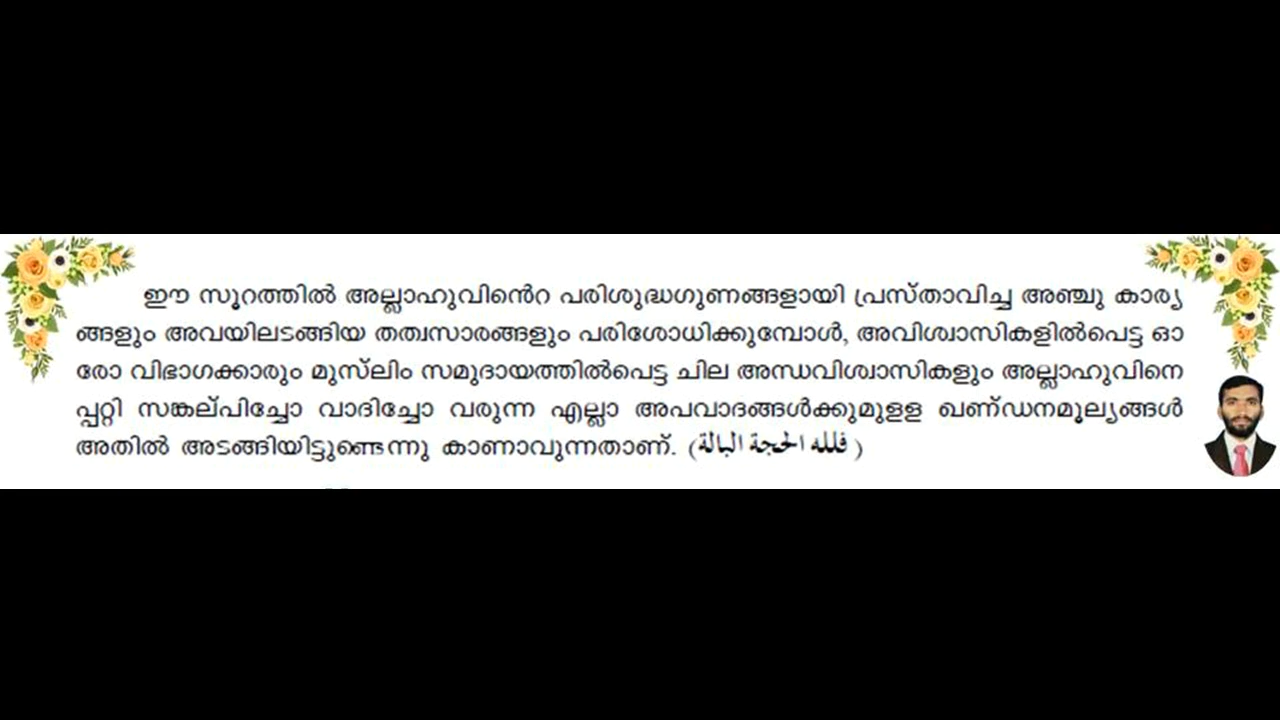 ഈ സൂറത്തിൽ അല്ലാഹുവിൻെറ പരിശുദ്ധഗുണങ്ങളായി പ്രസ്താവിച്ച അഞ്ചു കാര്യ
ങ്ങളും അവയിലടങ്ങിയ തത്വസാരങ്ങളും പരിശോധിക്കുമ്പോൾ, അവിശ്വാസികളിൽപെട്ട ഓ
രോ വിഭാഗക്കാരും മുസ്‌ലിം സമുദായത്തിൽപെട്ട ചില അന്ധവിശ്വാസികളും അല്ലാഹുവിനെ
പ്പറ്റി സങ്കല്പിച്ചോ വാദിച്ചോ വരുന്ന എല്ലാ അപവാദങ്ങൾക്കുമുളള ഖണ്ഡനമൂല്യങ്ങൾ
അതിൽ അടങ്ങിയിട്ടുണ്ടെന്നു കാണാവുന്നതാണ്. (فلله الحجة البالة )